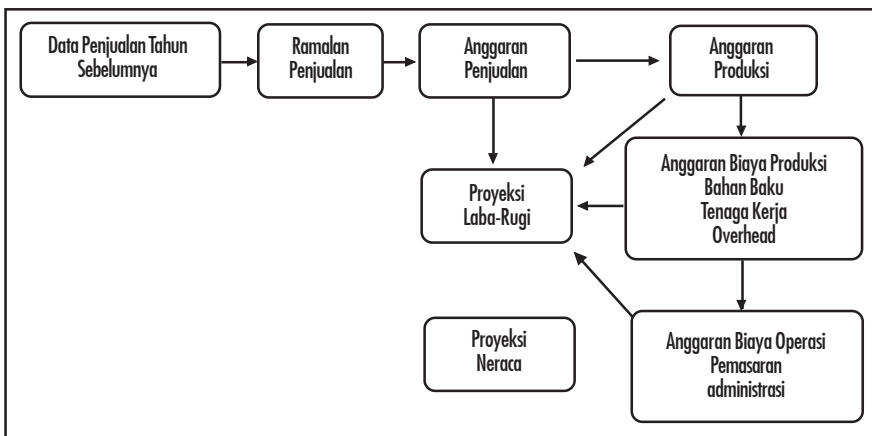 Data Penjualan Tahun
Sebelumnya
Ramalan
Penjualan
Anggaran
Penjualan
Anggaran
Produksi
Proyeksi
Laba-Rugi
Anggaran Biaya Produksi
Bahan Baku
Tenaga Kerja
Overhead
Proyeksi
Neraca
Anggaran Biaya Operasi
Pemasaran
administrasi